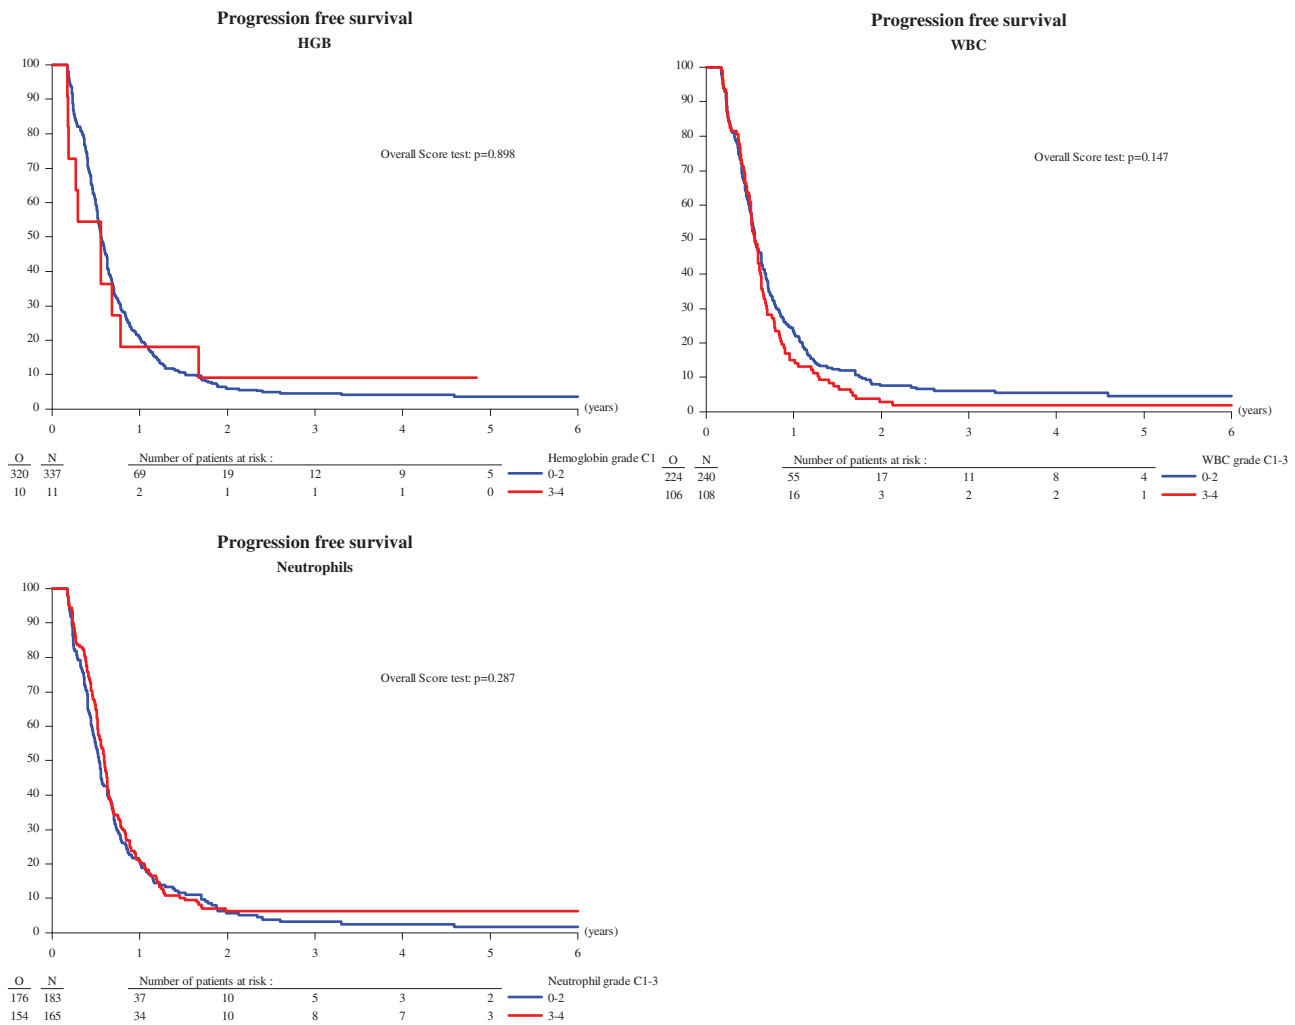 Progression free survival
HGB
100
90
80
70
60
50
40
30
20
10
0
Overall Score test: p=0.898
(years)
0 1 2 3 4 5 6
O N Number of patients at risk : Hemoglobin grade C1
320 337 69 19 12 9 5 0-2
10 11 2 1 1 1 0 3-4
Progression free survival
WBC
100
90
80
70
60
50
40
30
20
10
0
Overall Score test: p=0.147
(years)
0 1 2 3 4 5 6
O N Number of patients at risk : WBC grade C1-3
224 240 55 17 11 8 4 0-2
106 108 16 3 2 2 1 3-4
Progression free survival
Neutrophils
100
90
80
70
60
50
40
30
20
10
0
Overall Score test: p=0.287
(years)
0 1 2 3 4 5 6
O N Number of patients at risk : Neutrophil grade C1-3
176 183 37 10 5 3 2 0-2
154 165 34 10 8 7 3 3-4